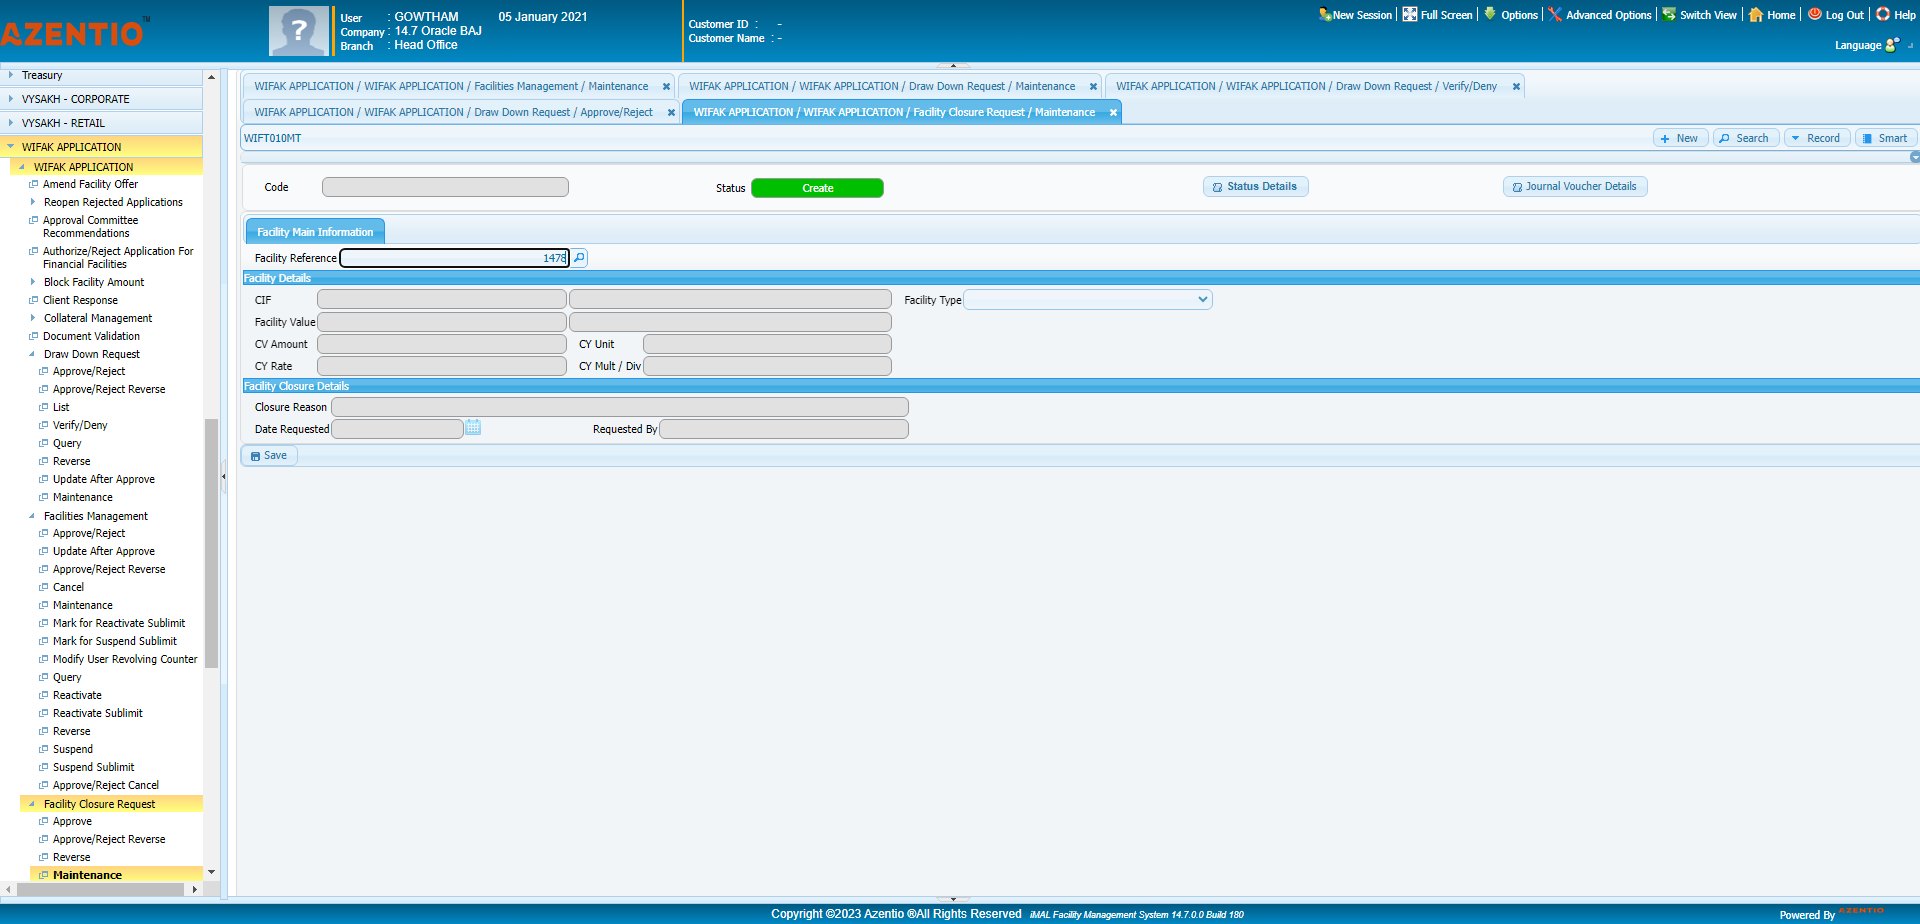 AZENTIO™
User : GOWTHAM 05 January 2021
Company : 14.7 Oracle BAJ
Branch : Head Office
Customer ID : -
Customer Name : -
New Session
Full Screen
Options
Advanced Options
Switch View
Home
Log Out
Help
Language
Treasury
VYSAKH - CORPORATE
VYSAKH - RETAIL
WIFAK APPLICATION
WIFAK APPLICATION
Amend Facility Offer
Reopen Rejected Applications
Approval Committee
Recommendations
Authorize/Reject Application For
Financial Facilities
Block Facility Amount
Client Response
Collateral Management
Document Validation
Draw Down Request
Approve/Reject
Approve/Reject Reverse
List
Verify/Deny
Query
Reverse
Update After Approve
Maintenance
Facilities Management
Approve/Reject
Update After Approve
Approve/Reject Reverse
Cancel
Maintenance
Mark for Reactivate Sublimit
Mark for Suspend Sublimit
Modify User Revolving Counter
Query
Reactivate
Reactivate Sublimit
Reverse
Suspend
Suspend Sublimit
Approve/Reject Cancel
Facility Closure Request
Approve
Approve/Reject Reverse
Reverse
Maintenance
WIFAK APPLICATION / WIFAK APPLICATION / Facilities Management / Maintenance
WIFAK APPLICATION / WIFAK APPLICATION / Draw Down Request / Maintenance
WIFAK APPLICATION / WIFAK APPLICATION / Draw Down Request / Verify/Deny
WIFAK APPLICATION / WIFAK APPLICATION / Draw Down Request / Approve/Reject
WIFAK APPLICATION / WIFAK APPLICATION / Facility Closure Request / Maintenance
WIFT010MT
New
Search
Record
Smart
Code
Status Create
Status Details
Journal Voucher Details
Facility Main Information
Facility Reference 1478
Facility Details
CIF
Facility Type
Facility Value
CV Amount
CY Unit
CY Rate
CY Mult / Div
Facility Closure Details
Closure Reason
Date Requested
Requested By
Save
Copyright ©2023 Azentio ®All Rights Reserved iMAL Facility Management System 14.7.0.0 Build 180
Powered By AZENTIO